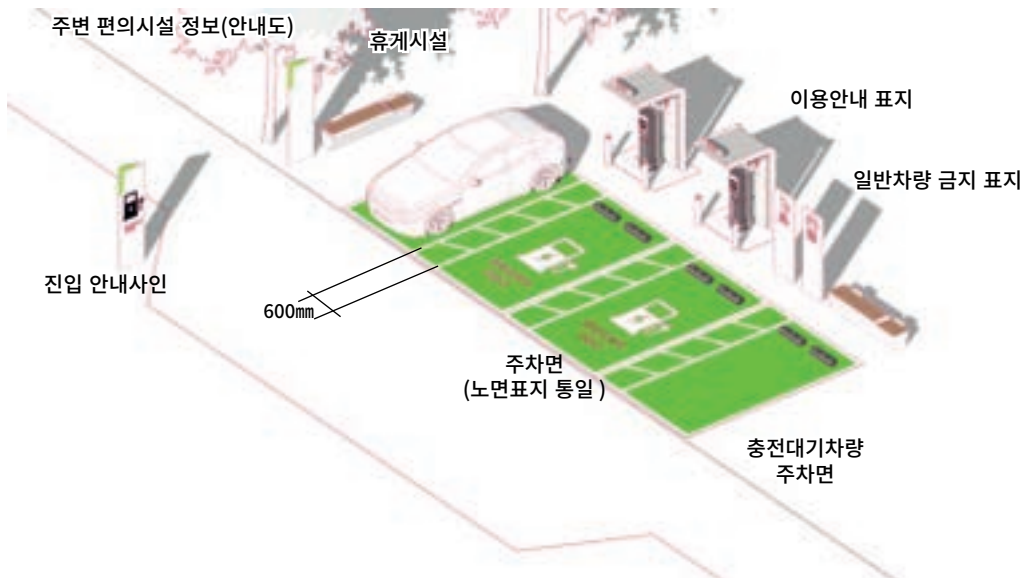 주변 편의시설 정보(안내도)
휴게시설
이용안내 표지
일반차량 금지 표지
진입 안내사인
600㎜
주차면
(노면표지 통일 )
충전대기차량
주차면